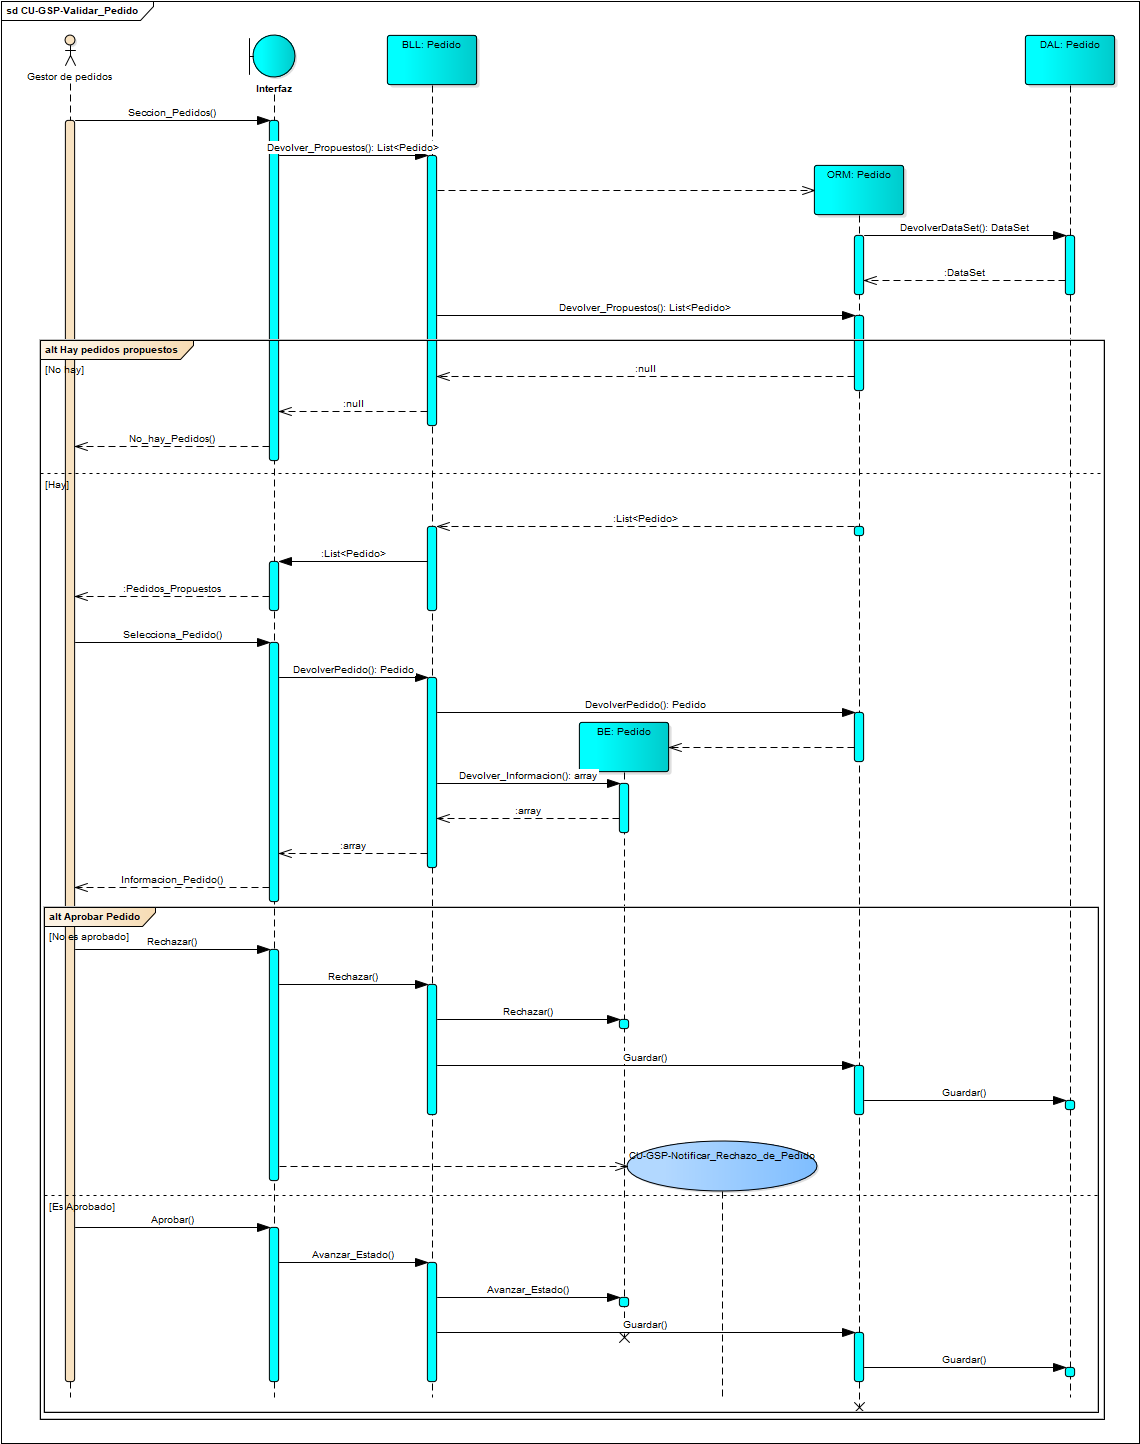 sd CU-GSP-Validar_Pedido
Gestor de pedidos
Interfaz
BLL: Pedido
DAL: Pedido
Seccion_Pedidos()
Devolver_Propuestos(): List<Pedido>
ORM: Pedido
DevolverDataSet(): DataSet
:DataSet
Devolver_Propuestos(): List<Pedido>
alt Hay pedidos propuestos
[No hay]
:null
:null
No_hay_Pedidos()
[Hay]
:List<Pedido>
:List<Pedido>
:Pedidos_Propuestos
Selecciona_Pedido()
DevolverPedido(): Pedido
DevolverPedido(): Pedido
BE: Pedido
Devolver_Informacion(): array
:array
:array
Informacion_Pedido()
alt Aprobar Pedido
[No es aprobado]
Rechazar()
Rechazar()
Rechazar()
Guardar()
Guardar()
CU-GSP-Notificar_Rechazo_de_Pedido
[Es Aprobado]
Aprobar()
Avanzar_Estado()
Avanzar_Estado()
Guardar()
Guardar()